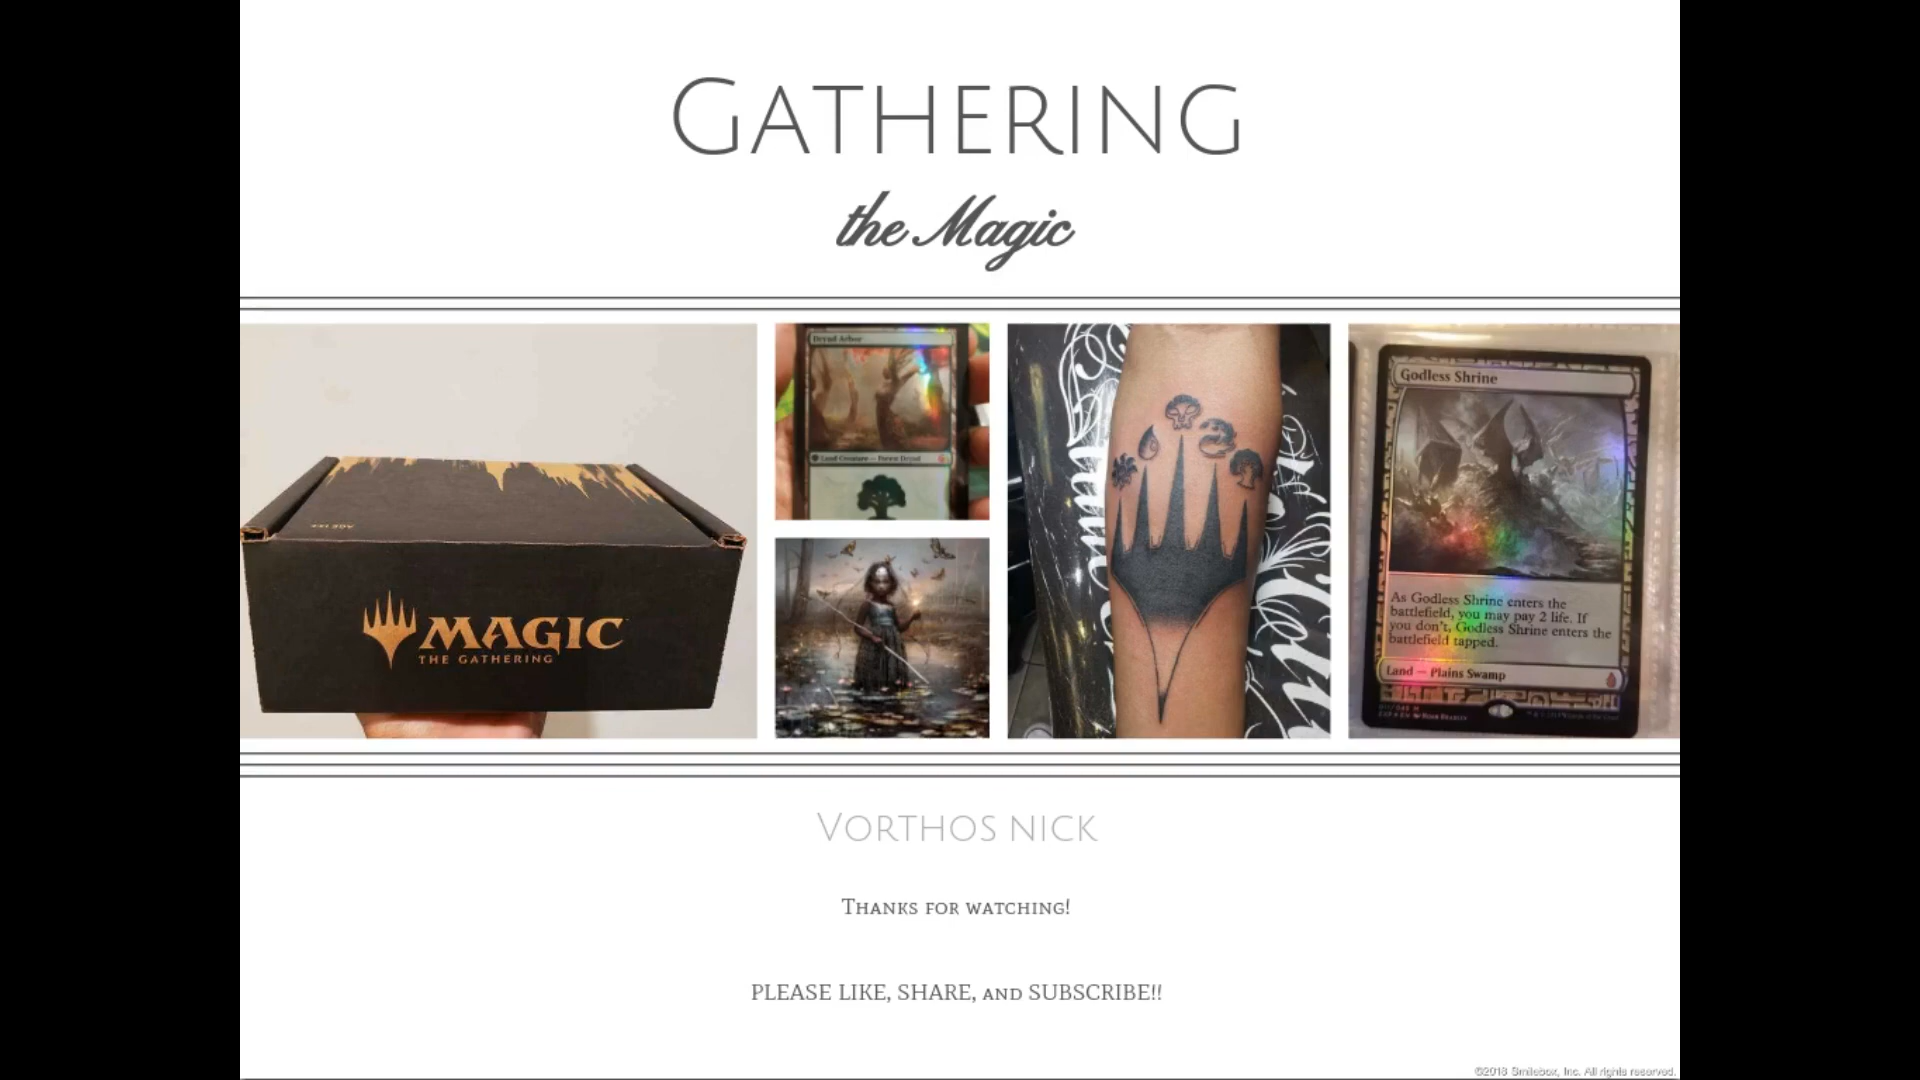 GATHERING
the Magic
MAGIC
THE GATHERING
Dryad Arbor
Land Creature — Forest Dryad
Godless Shrine
As Godless Shrine enters the
battlefield, you may pay 2 life. If
you don't, Godless Shrine enters the
battlefield tapped.
Land — Plains Swamp
VORTHOS NICK
THANKS FOR WATCHING!
PLEASE LIKE, SHARE, AND SUBSCRIBE!!
©2018 Smilebox, Inc. All rights reserved.